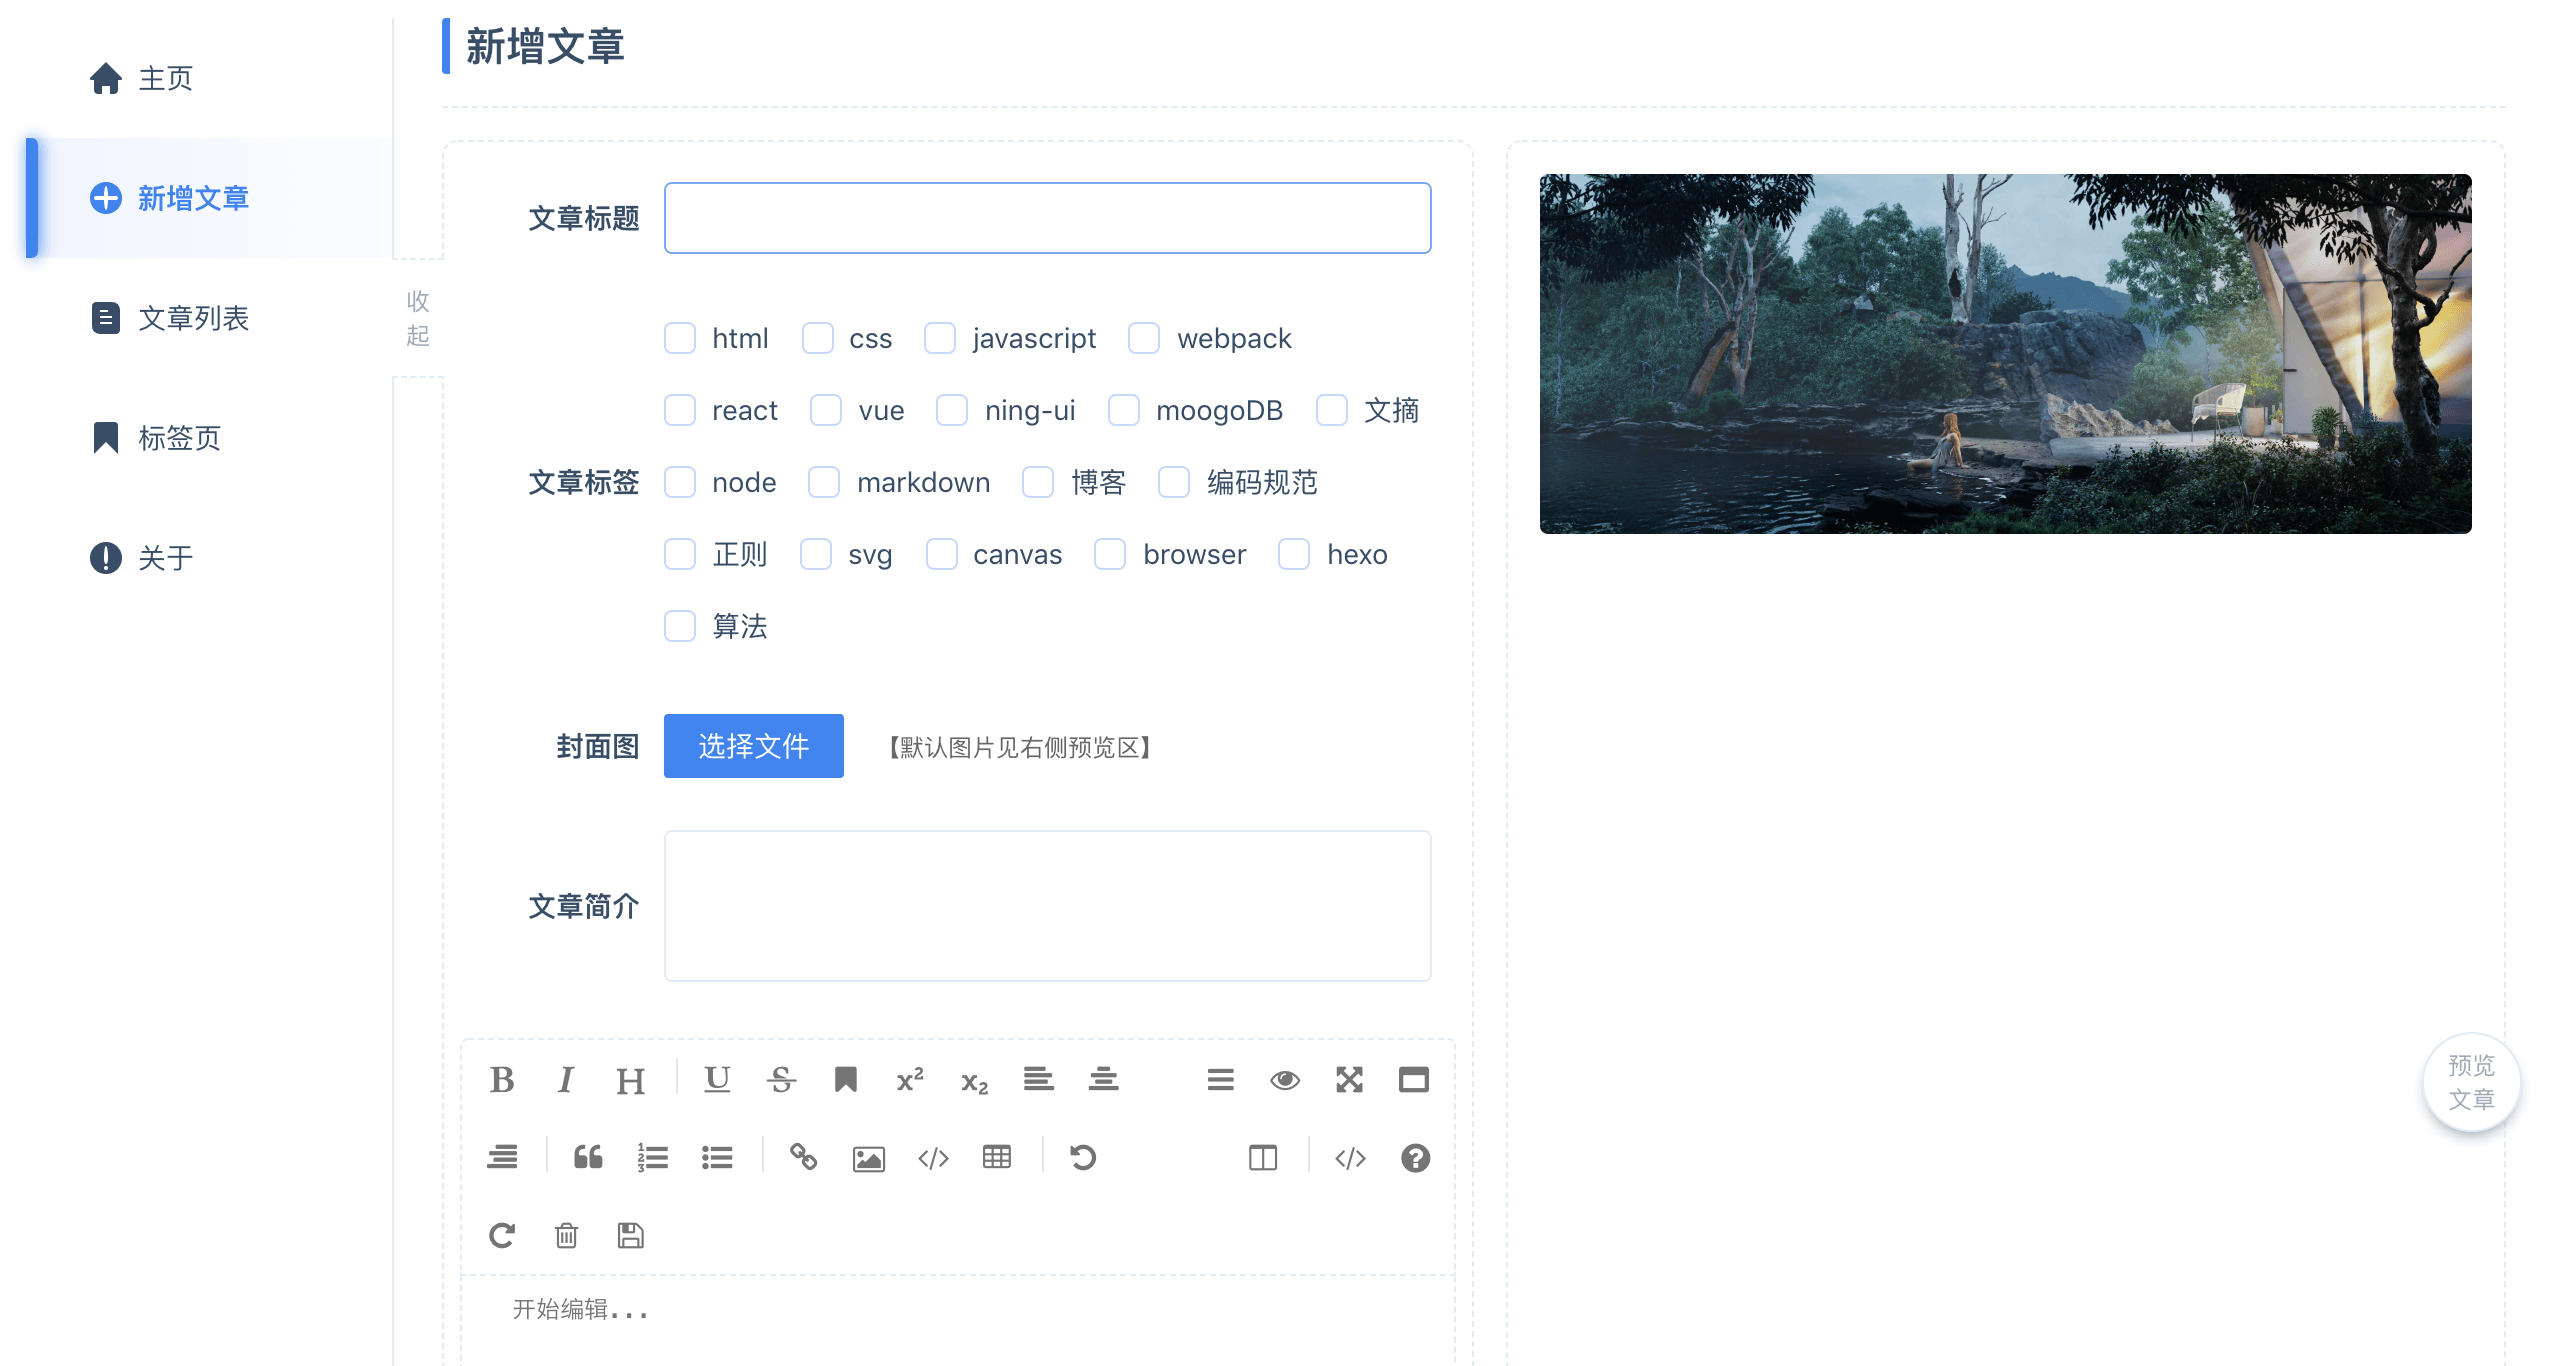 主页
新增文章
文章列表
标签页
关于
收
起
新增文章
文章标题
文章标签
html css javascript webpack
react vue ning-ui moogoDB 文摘
node markdown 博客 编码规范
正则 svg canvas browser hexo
算法
封面图 选择文件 【默认图片见右侧预览区】
文章简介
开始编辑...
预览
文章